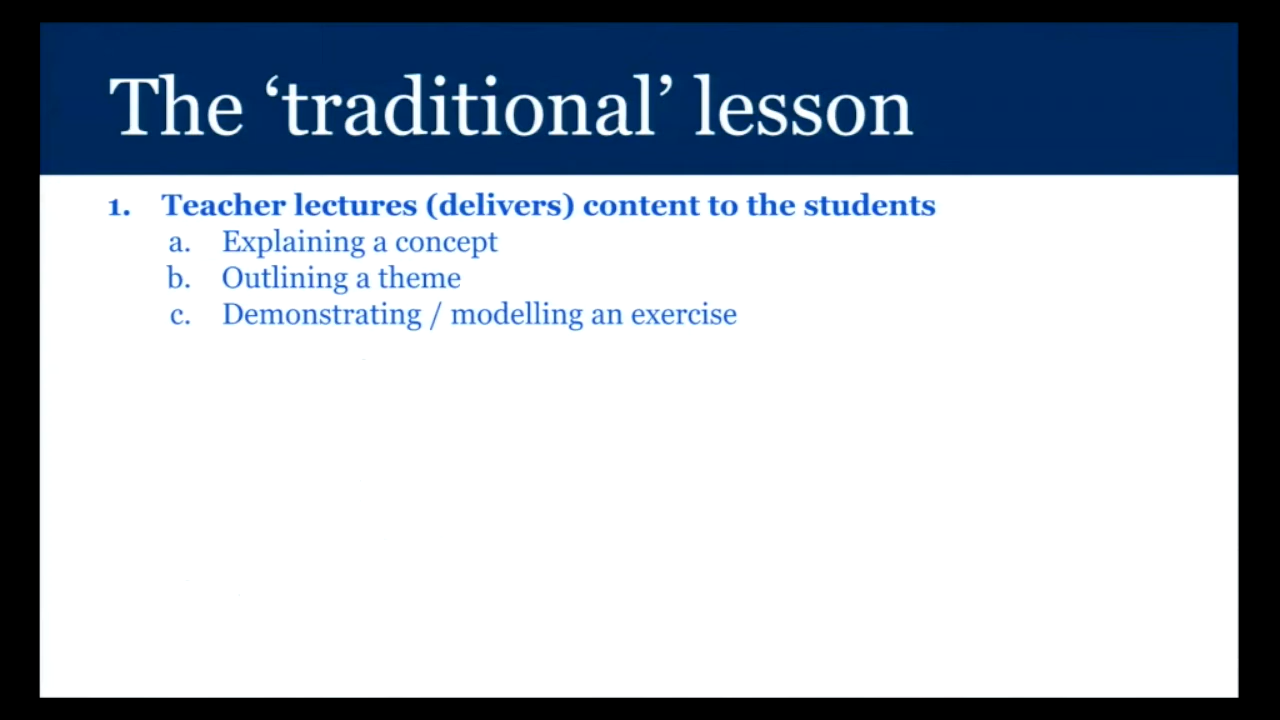 The ‘traditional’ lesson
1. Teacher lectures (delivers) content to the students
a. Explaining a concept
b. Outlining a theme
c. Demonstrating / modelling an exercise